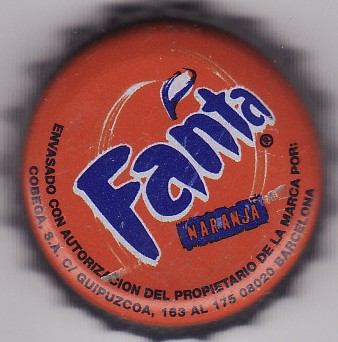 Fanta®
NARANJA
ENVASADO CON AUTORIZACION DEL PROPIETARIO DE LA MARCA POR:
COBEGA, S.A. C/ GUIPUZCOA, 163 AL 175 08020 BARCELONA